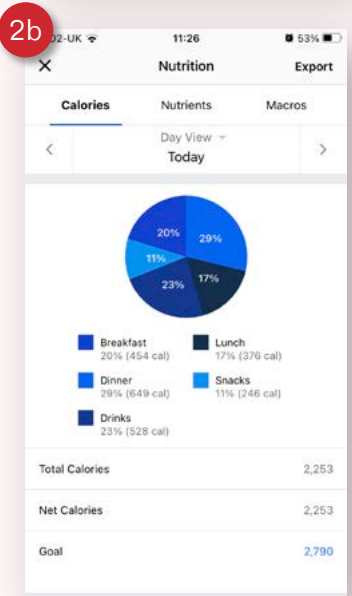 2b
O2-UK 11:26 53%
Nutrition Export
Calories Nutrients Macros
Day View
Today
20% 29%
11%
23% 17%
Breakfast Lunch
20% (454 cal) 17% (376 cal)
Dinner Snacks
29% (649 cal) 11% (246 cal)
Drinks
23% (528 cal)
Total Calories 2,253
Net Calories 2,253
Goal 2,790